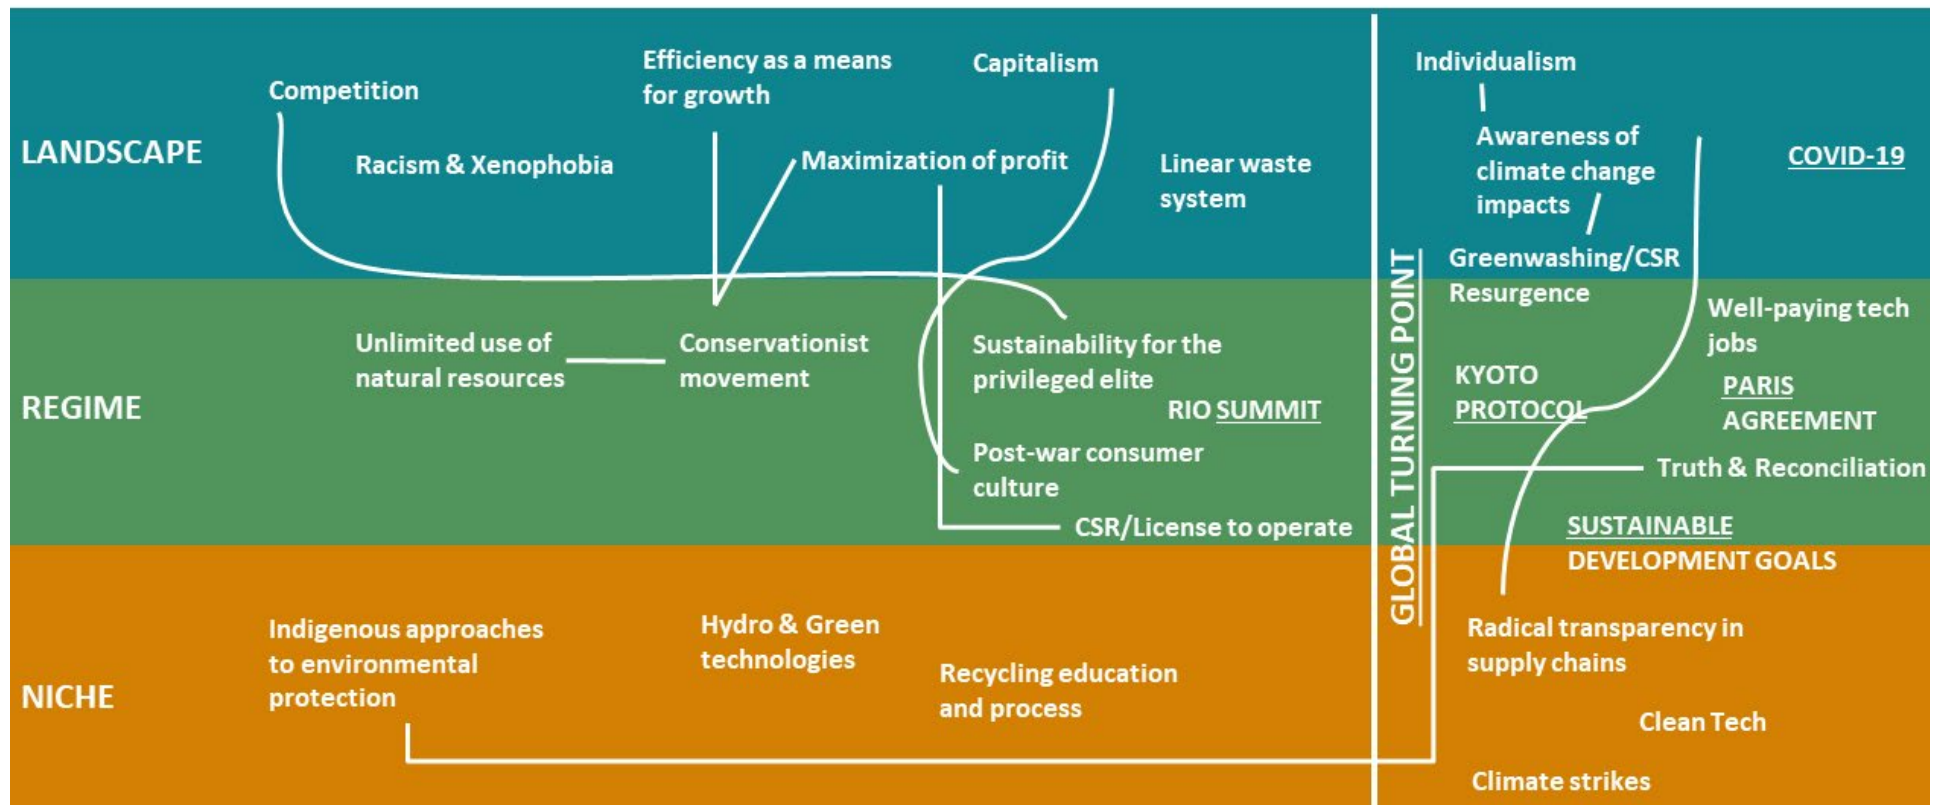 LANDSCAPE
Competition
Racism & Xenophobia
Efficiency as a means
for growth
Maximization of profit
Capitalism
Linear waste
system
Individualism
Awareness of
climate change
impacts
Greenwashing/CSR
Resurgence
COVID-19
GLOBAL TURNING POINT
REGIME
Unlimited use of
natural resources
Conservationist
movement
Sustainability for the
privileged elite
RIO SUMMIT
Post-war consumer
culture
CSR/License to operate
Well-paying tech
jobs
KYOTO
PROTOCOL
PARIS
AGREEMENT
Truth & Reconciliation
SUSTAINABLE
DEVELOPMENT GOALS
NICHE
Indigenous approaches
to environmental
protection
Hydro & Green
technologies
Recycling education
and process
Radical transparency in
supply chains
Clean Tech
Climate strikes